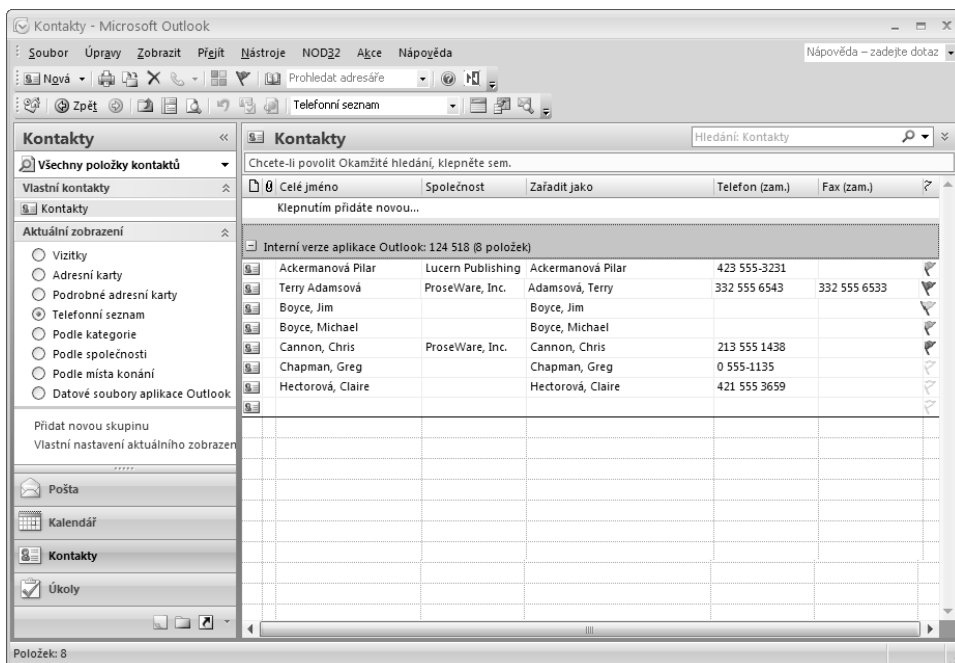 Kontakty - Microsoft Outlook
Soubor Úpravy Zobrazit Přejít Nástroje NOD32 Akce Nápověda Nápověda – zadejte dotaz
Nová Prohledat adresáře
Zpět Telefonní seznam
Kontakty «
Všechny položky kontaktů
Vlastní kontakty
Kontakty
Aktuální zobrazení
Vizitky
Adresní karty
Podrobné adresní karty
Telefonní seznam
Podle kategorie
Podle společnosti
Podle místa konání
Datové soubory aplikace Outlook
Přidat novou skupinu
Vlastní nastavení aktuálního zobrazen
Pošta
Kalendář
Kontakty
Úkoly
Kontakty Hledání: Kontakty
Chcete-li povolit Okamžité hledání, klepněte sem.
Celé jméno Společnost Zařadit jako Telefon (zam.) Fax (zam.)
Klepnutím přidáte novou...
Interní verze aplikace Outlook: 124 518 (8 položek)
Ackermanová Pilar Lucern Publishing Ackermanová Pilar 423 555-3231
Terry Adamsová ProseWare, Inc. Adamsová, Terry 332 555 6543 332 555 6533
Boyce, Jim Boyce, Jim
Boyce, Michael Boyce, Michael
Cannon, Chris ProseWare, Inc. Cannon, Chris 213 555 1438
Chapman, Greg Chapman, Greg 0 555-1135
Hectorová, Claire Hectorová, Claire 421 555 3659
Položek: 8